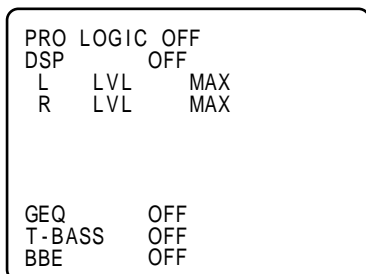 PRO LOGIC OFF
DSP OFF
L LVL MAX
R LVL MAX
GEQ OFF
T-BASS OFF
BBE OFF